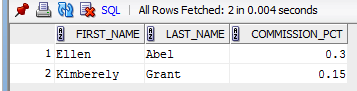 SQL | All Rows Fetched: 2 in 0.004 seconds
FIRST_NAME LAST_NAME COMMISSION_PCT
1 Ellen Abel 0.3
2 Kimberely Grant 0.15